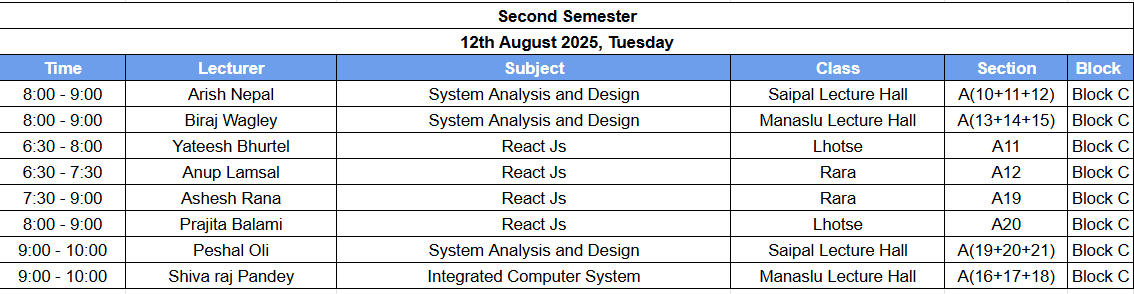 Second Semester
12th August 2025, Tuesday
Time Lecturer Subject Class Section Block
8:00 - 9:00 Arish Nepal System Analysis and Design Saipal Lecture Hall A(10+11+12) Block C
8:00 - 9:00 Biraj Wagley System Analysis and Design Manaslu Lecture Hall A(13+14+15) Block C
6:30 - 8:00 Yateesh Bhurtel React Js Lhotse A11 Block C
6:30 - 7:30 Anup Lamsal React Js Rara A12 Block C
7:30 - 9:00 Ashesh Rana React Js Rara A19 Block C
8:00 - 9:00 Prajita Balami React Js Lhotse A20 Block C
9:00 - 10:00 Peshal Oli System Analysis and Design Saipal Lecture Hall A(19+20+21) Block C
9:00 - 10:00 Shiva raj Pandey Integrated Computer System Manaslu Lecture Hall A(16+17+18) Block C